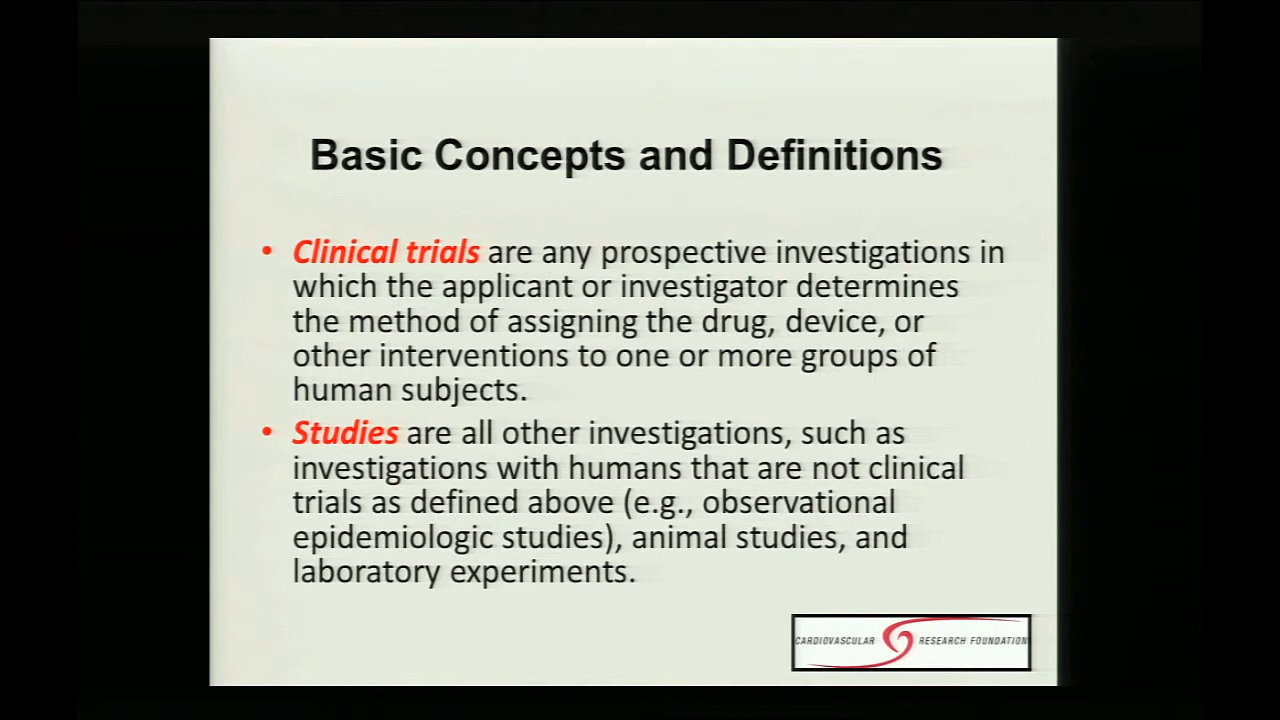 Basic Concepts and Definitions
• Clinical trials are any prospective investigations in
which the applicant or investigator determines
the method of assigning the drug, device, or
other interventions to one or more groups of
human subjects.
• Studies are all other investigations, such as
investigations with humans that are not clinical
trials as defined above (e.g., observational
epidemiologic studies), animal studies, and
laboratory experiments.
CARDIOVASCULAR RESEARCH FOUNDATION